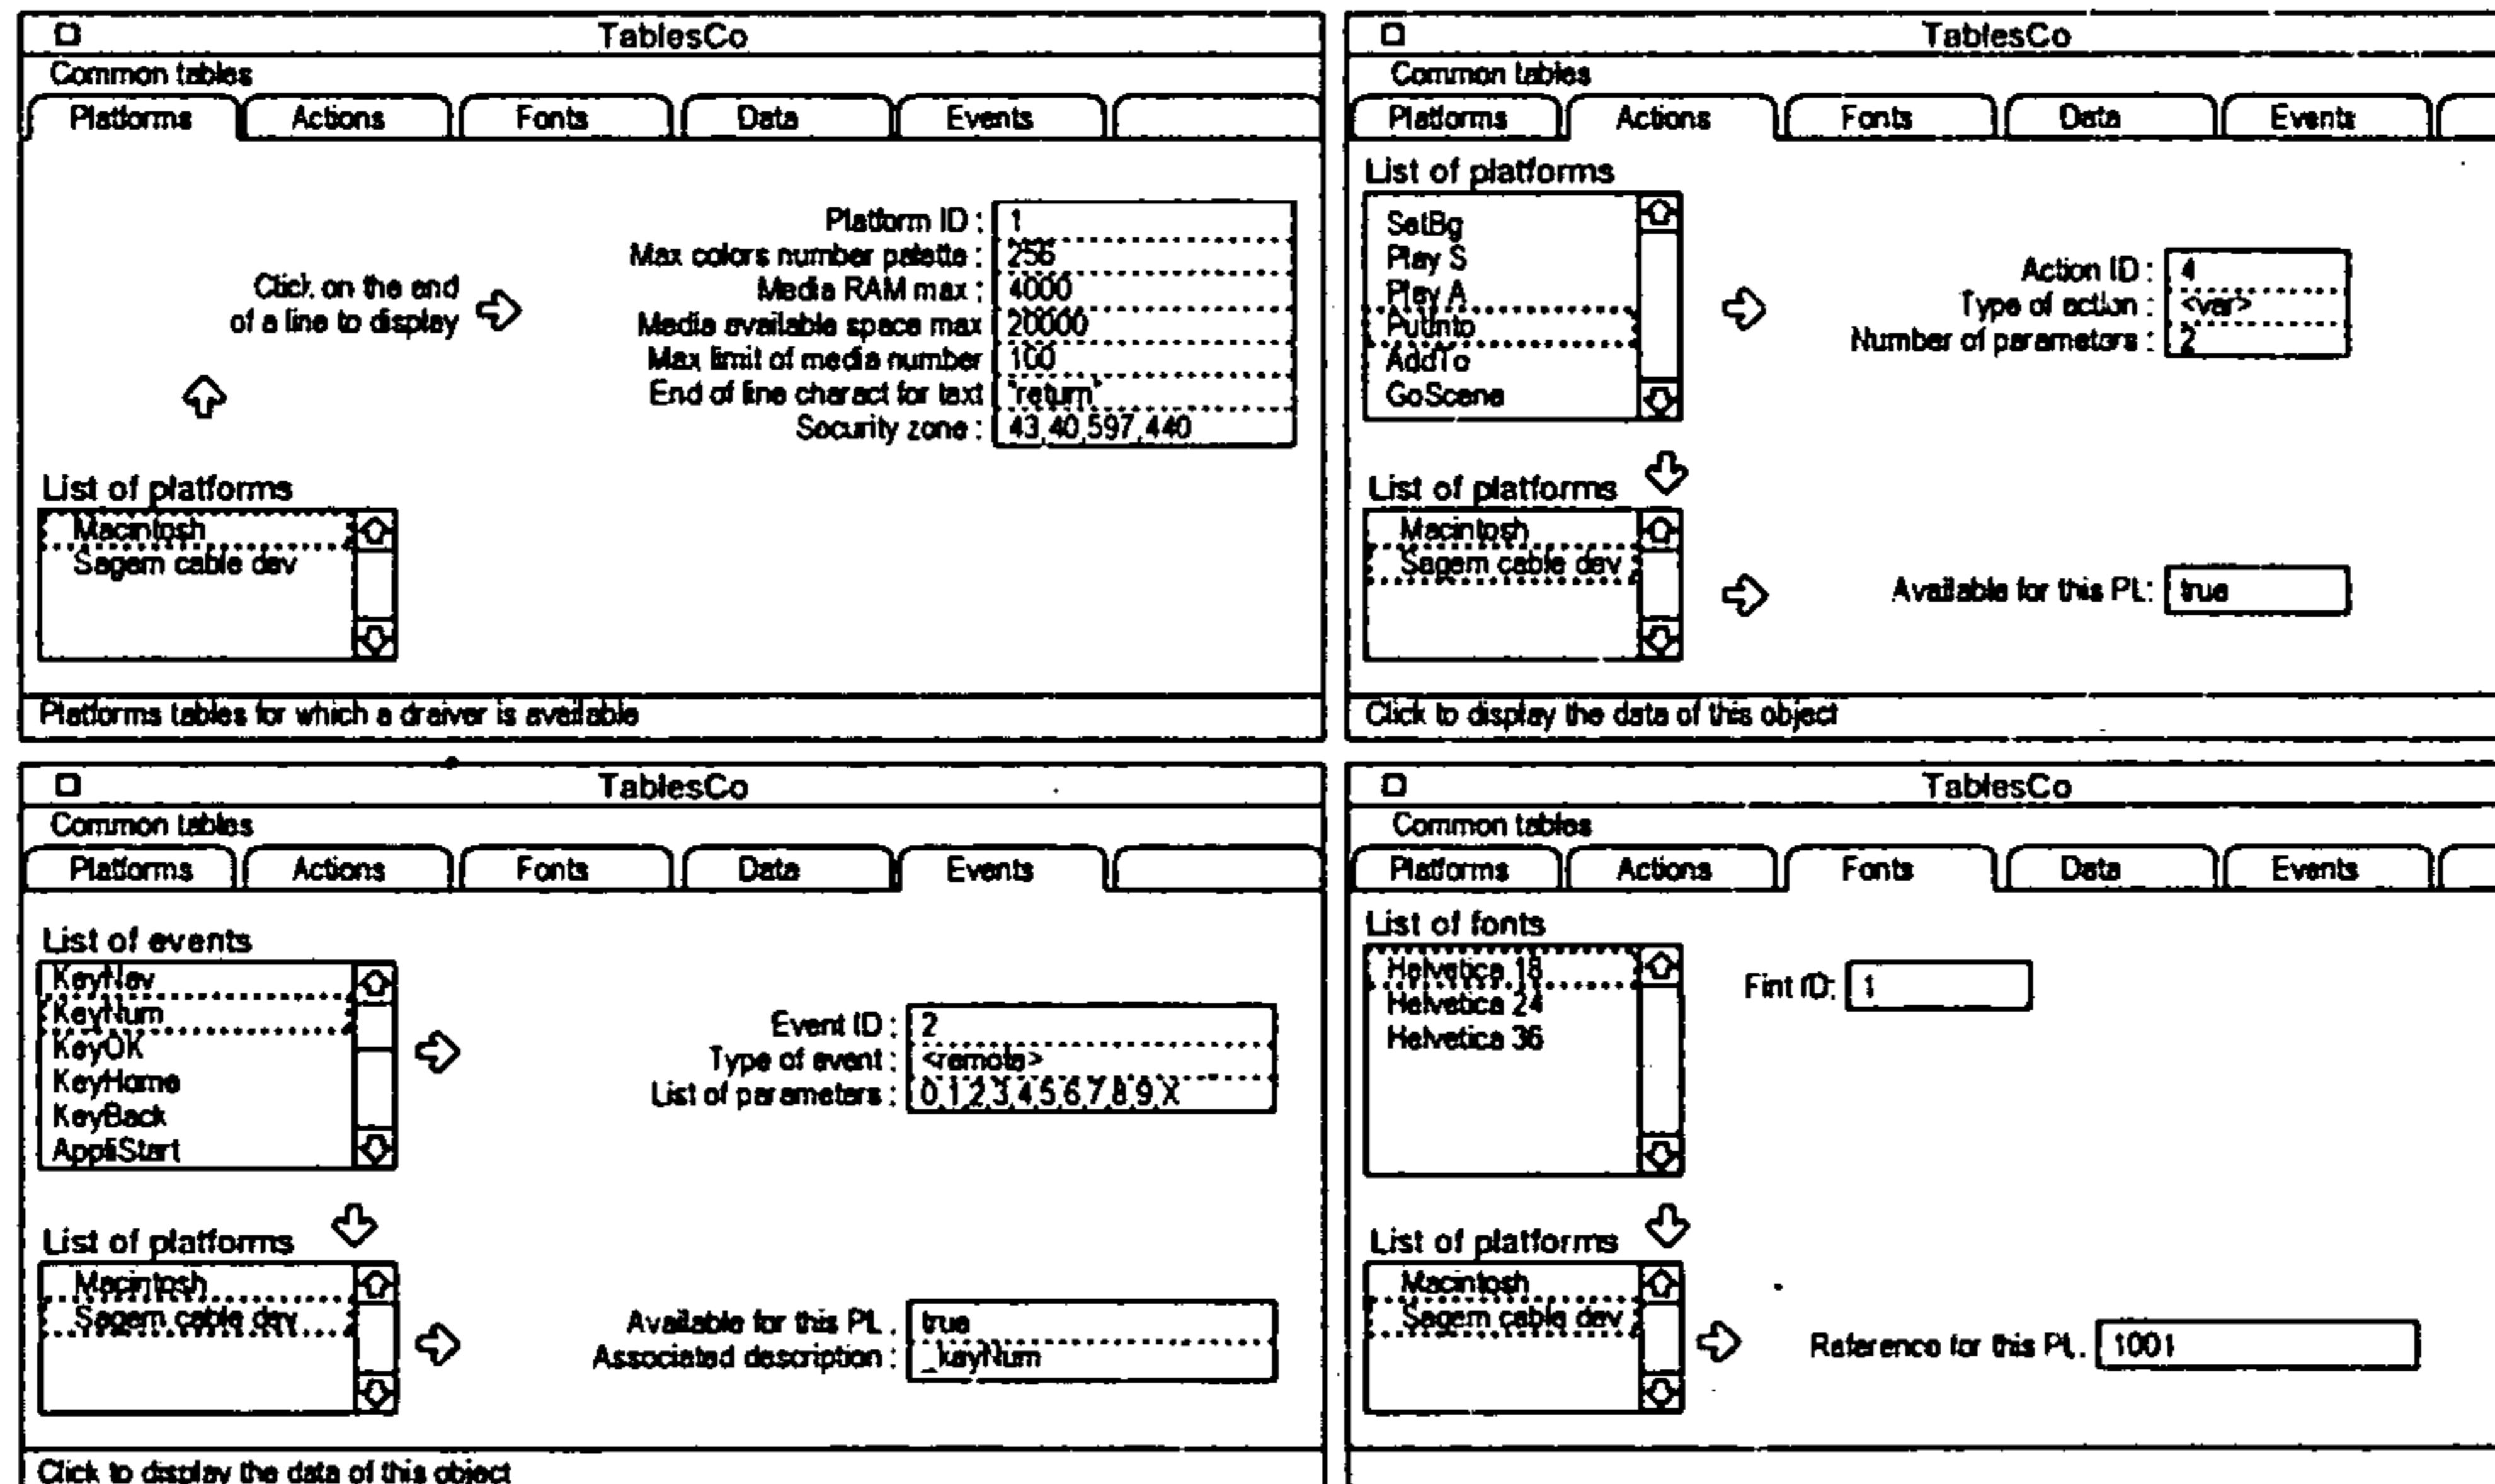 TablesCo
Common tables
Platforms Actions Fonts Data Events
Click on the end
of a line to display
Platform ID : 1
Max colors number palette : 256
Media RAM max : 4000
Media available space max 20000
Max limit of media number 100
End of line charact for text "return"
Security zone : 43,40,597,440
List of platforms
Macintosh
Sagem cable dev
Platforms tables for which a draiver is available
TablesCo
Common tables
Platforms Actions Fonts Data Events
List of platforms
SetBg
Play S
Play A
PutInto
AddTo
GoScene
Action ID : 4
Type of action : <var>
Number of parameters : 2
List of platforms
Macintosh
Sagem cable dev
Available for this PL: true
Click to display the data of this object
TablesCo
Common tables
Platforms Actions Fonts Data Events
List of events
KeyNav
KeyNum
KeyOK
KeyHome
KeyBack
AppliStart
Event ID : 2
Type of event : <remote>
List of parameters : 0,1,2,3,4,5,6,7,8,9,X
List of platforms
Macintosh
Sagem cable dev
Available for this PL . true
Associated description : _keyNum
Click to display the data of this object
TablesCo
Common tables
Platforms Actions Fonts Data Events
List of fonts
Helvetica 18
Helvetica 24
Helvetica 36
Fint ID: 1
List of platforms
Macintosh
Sagem cable dev
Reference for this PL. 1001